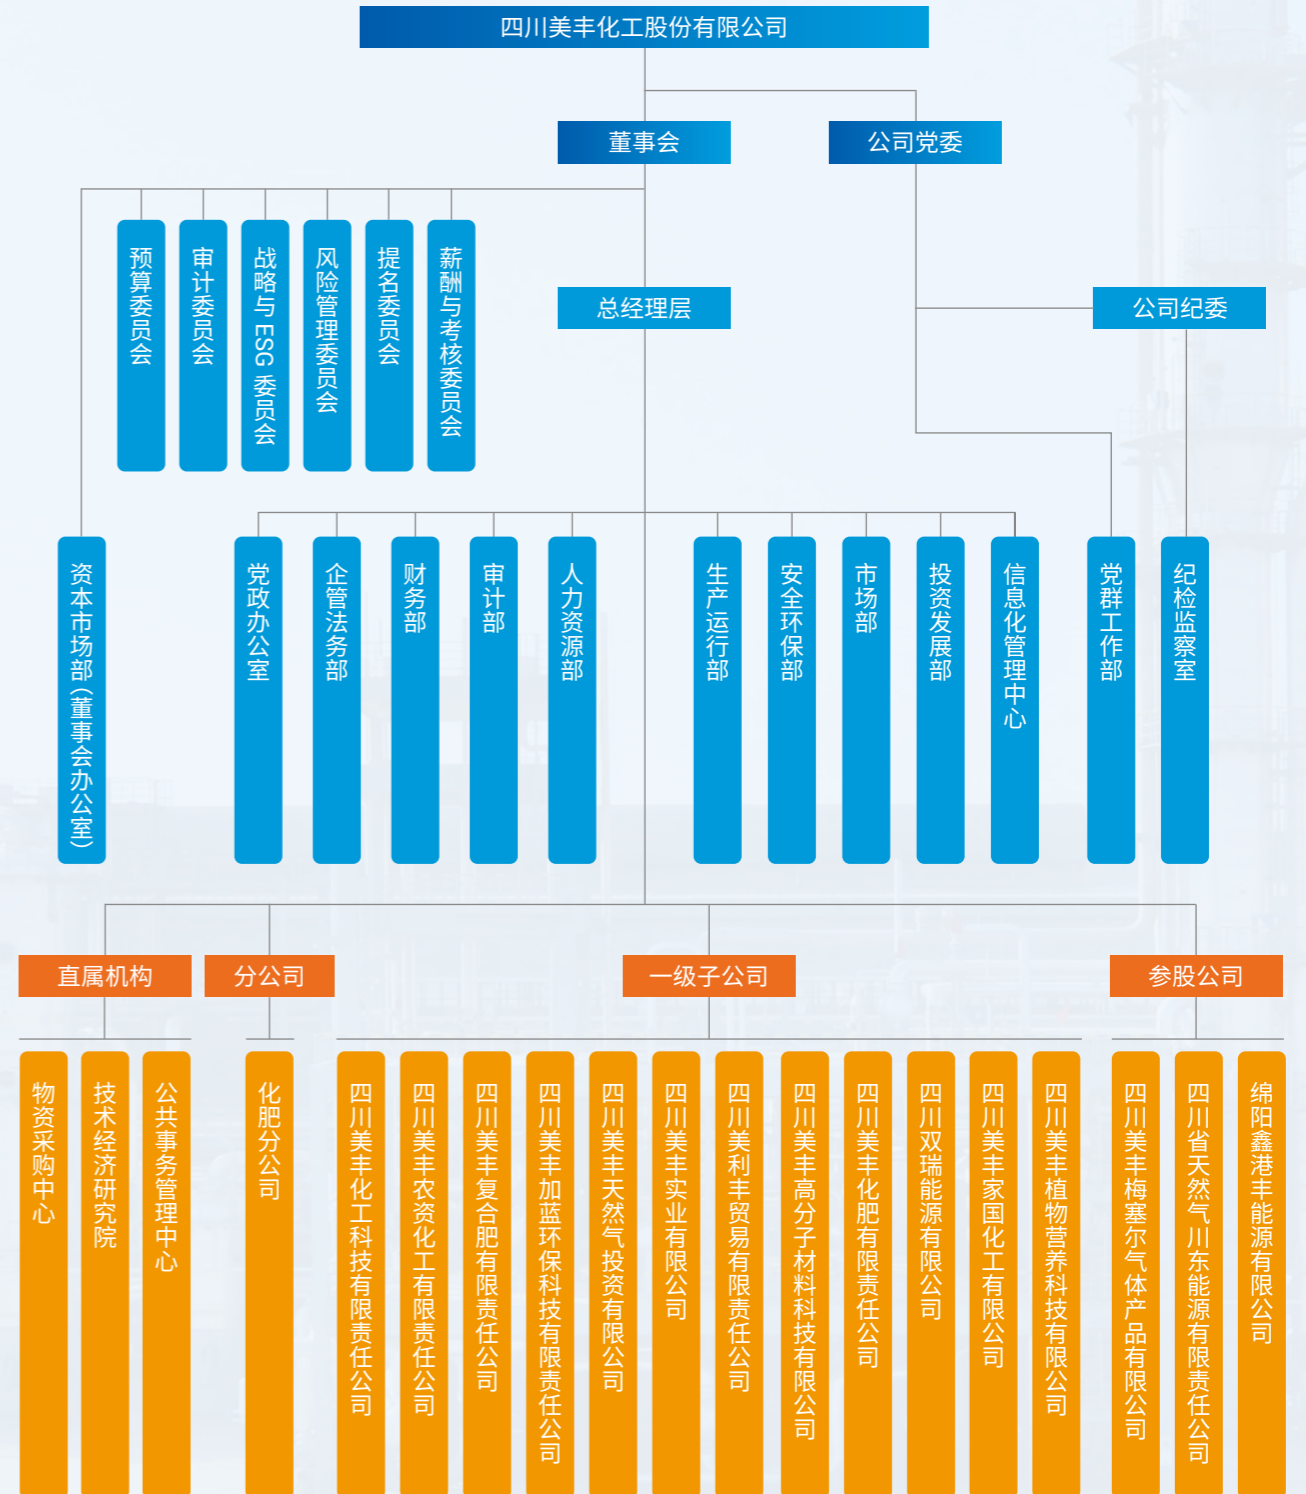 四川美丰化工股份有限公司
董事会
公司党委
预算委员会
审计委员会
战略与 ESG 委员会
风险管理委员会
提名委员会
薪酬与考核委员会
总经理层
公司纪委
资本市场部（董事会办公室）
党政办公室
企管法务部
财务部
审计部
人力资源部
生产运行部
安全环保部
市场部
投资发展部
信息化管理中心
党群工作部
纪检监察室
直属机构
分公司
一级子公司
参股公司
物资采购中心
技术经济研究院
公共事务管理中心
化肥分公司
四川美丰化工科技有限责任公司
四川美丰农资化工有限责任公司
四川美丰复合肥有限责任公司
四川美丰加蓝环保科技有限责任公司
四川美丰天然气投资有限公司
四川美丰实业有限公司
四川美利丰贸易有限责任公司
四川美丰高分子材料科技有限公司
四川美丰化肥有限责任公司
四川双瑞能源有限公司
四川美丰家国化工有限公司
四川美丰植物营养科技有限公司
四川美丰梅塞尔气体产品有限公司
四川省天然气川东能源有限责任公司
绵阳鑫港丰能源有限公司